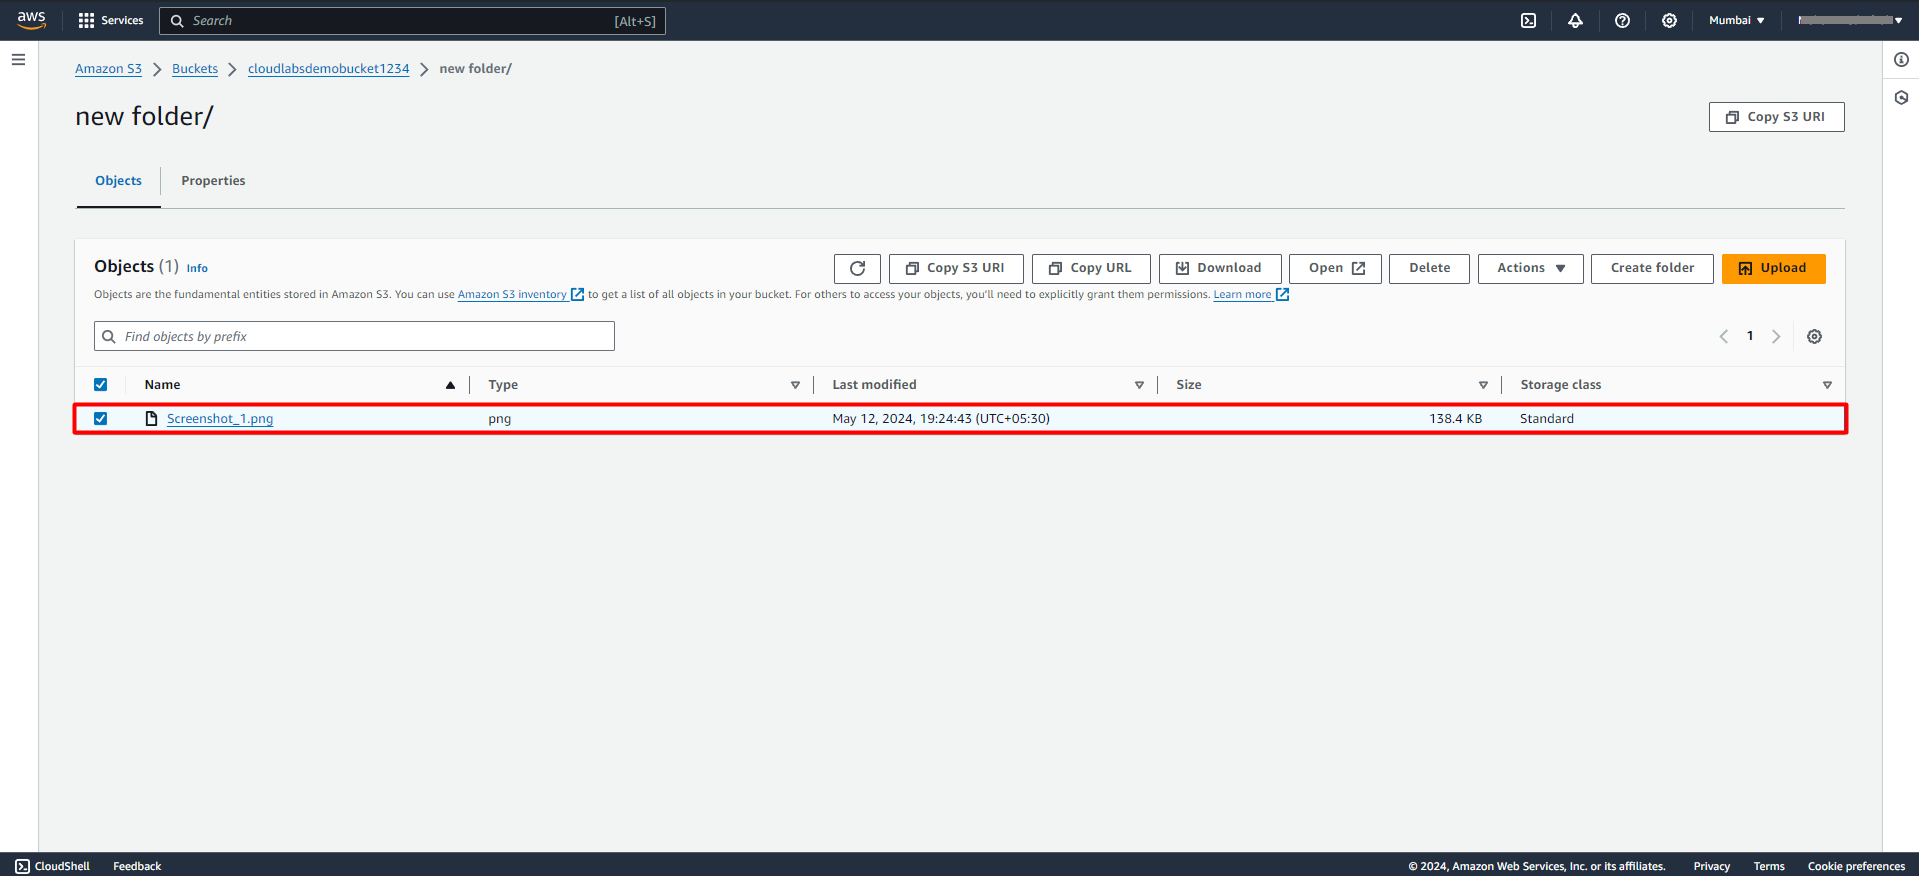 aws Services Search [Alt+S] Mumbai
Amazon S3 Buckets cloudlabsdemobucket1234 new folder/
new folder/
Copy S3 URI
Objects Properties
Objects (1) Info Copy S3 URI Copy URL Download Open Delete Actions Create folder Upload
Objects are the fundamental entities stored in Amazon S3. You can use Amazon S3 inventory to get a list of all objects in your bucket. For others to access your objects, you'll need to explicitly grant them permissions. Learn more
Find objects by prefix 1
Name Type Last modified Size Storage class
Screenshot_1.png png May 12, 2024, 19:24:43 (UTC+05:30) 138.4 KB Standard
CloudShell Feedback © 2024, Amazon Web Services, Inc. or its affiliates. Privacy Terms Cookie preferences